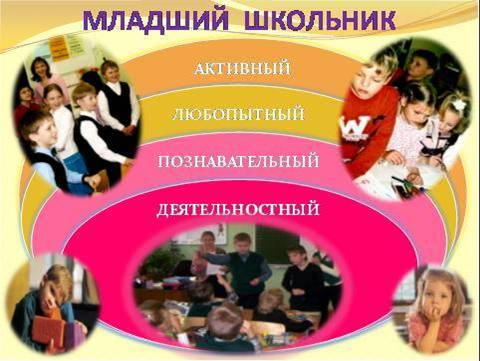 МЛАДШИЙ ШКОЛЬНИК
АКТИВНЫЙ
ЛЮБОПЫТНЫЙ
ПОЗНАВАТЕЛЬНЫЙ
ДЕЯТЕЛЬНОСТНЫЙ